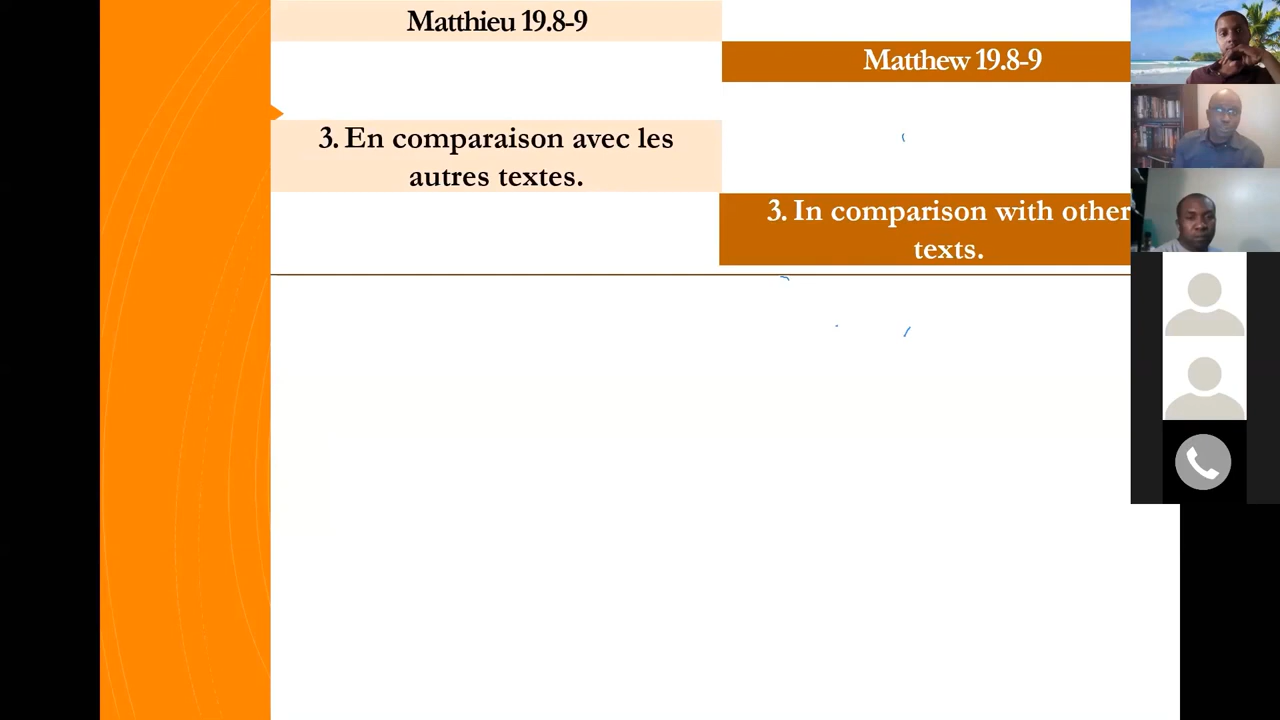 Matthieu 19.8-9
Matthew 19.8-9
3. En comparaison avec les
autres textes.
3. In comparison with other
texts.